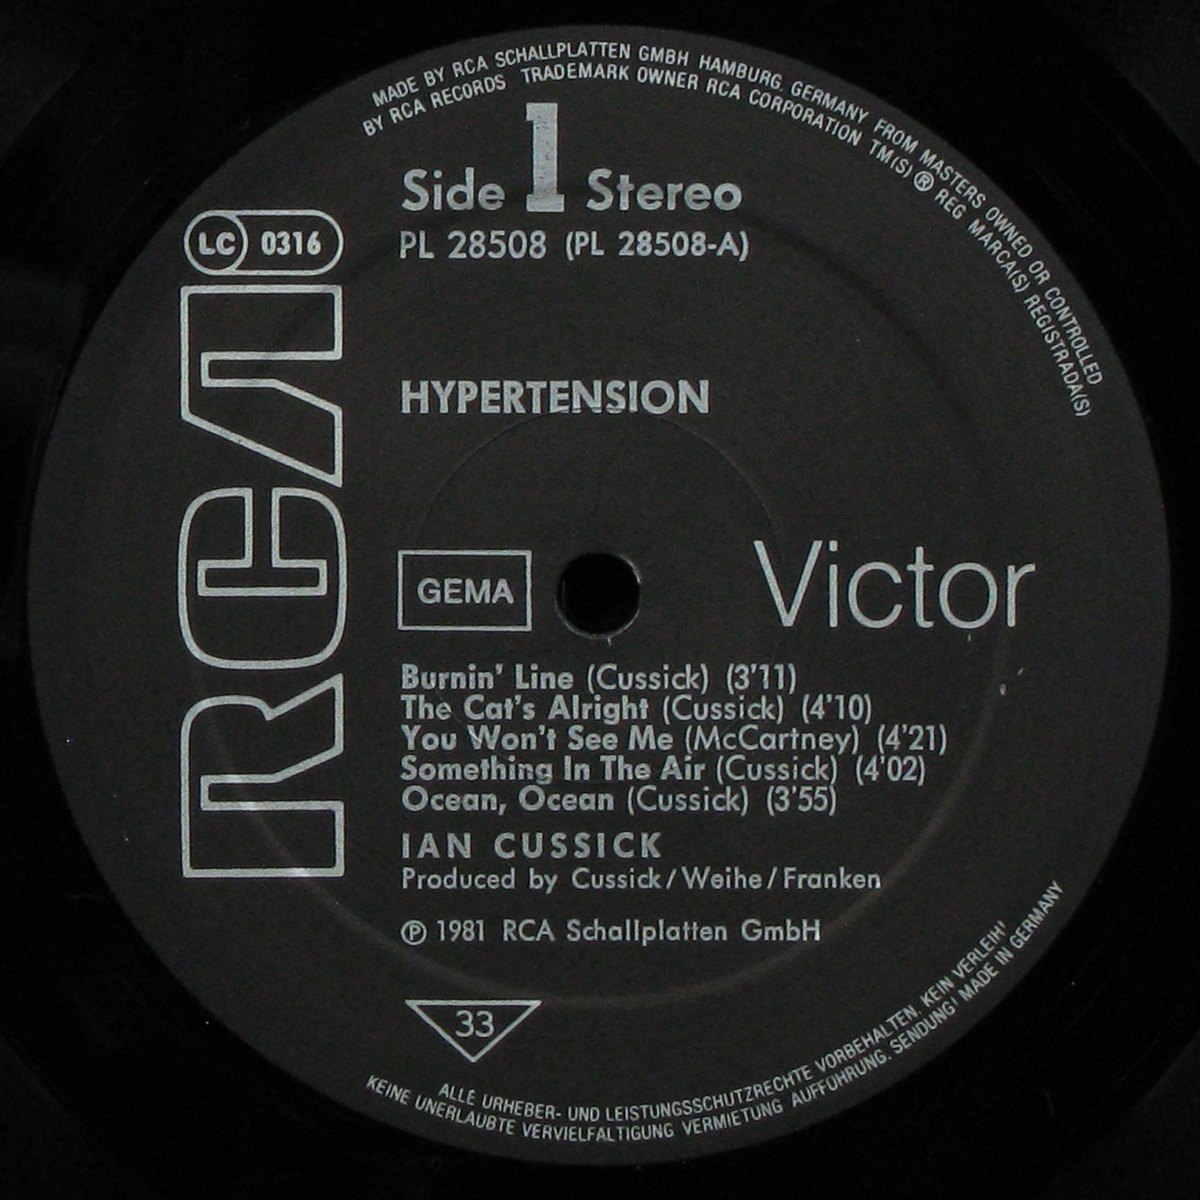 MADE BY RCA SCHALLPLATTEN GMBH HAMBURG, GERMANY FROM MASTERS OWNED OR CONTROLLED
BY RCA RECORDS TRADEMARK OWNER RCA CORPORATION TM(S) ® REG MARCA(S) REGISTRADA(S)
Side 1 Stereo
PL 28508 (PL 28508-A)
LC 0316
RCA
HYPERTENSION
GEMA
Victor
Burnin' Line (Cussick) (3'11)
The Cat's Alright (Cussick) (4'10)
You Won't See Me (McCartney) (4'21)
Something In The Air (Cussick) (4'02)
Ocean, Ocean (Cussick) (3'55)
IAN CUSSICK
Produced by Cussick/Weihe/Franken
℗ 1981 RCA Schallplatten GmbH
33
ALLE URHEBER- UND LEISTUNGSSCHUTZRECHTE VORBEHALTEN. KEIN VERLEIH!
KEINE UNERLAUBTE VERVIELFALTIGUNG VERMIETUNG AUFFUHRUNG. SENDUNG! MADE IN GERMANY